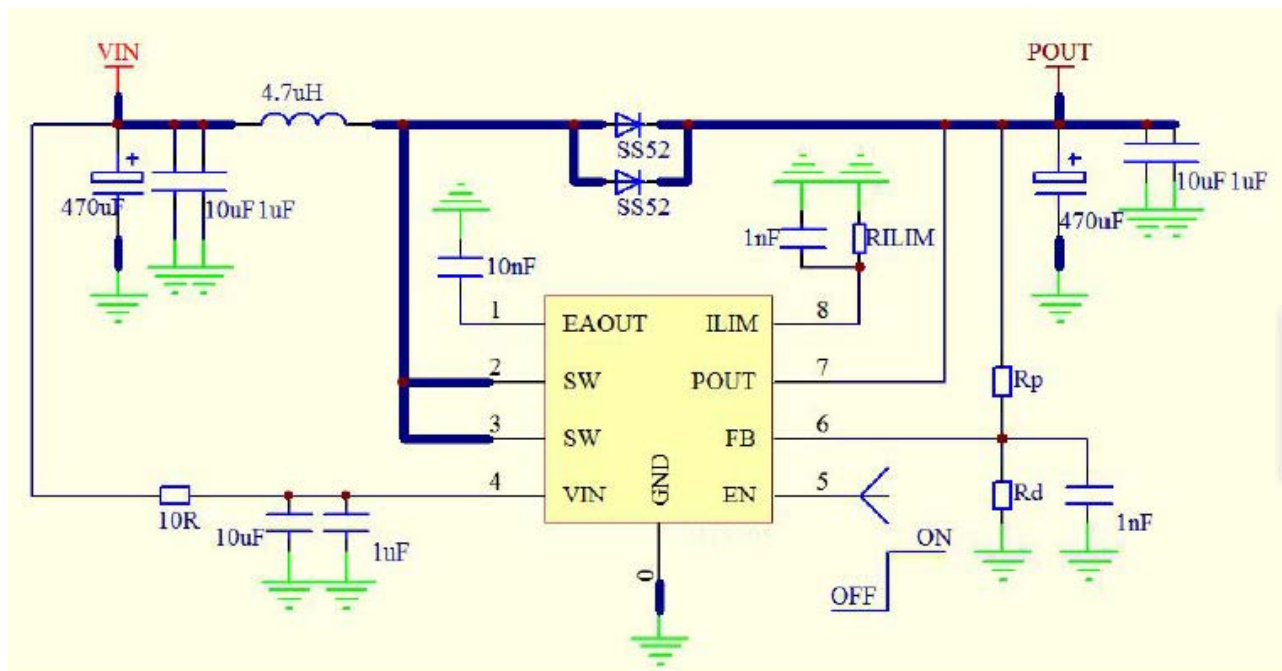 VIN
POUT
4.7uH
SS52
SS52
470uF
10uF 1uF
10uF 1uF
470uF
1nF
RILIM
10nF
1
EAOUT
ILIM
8
2
SW
POUT
7
Rp
3
SW
FB
6
4
VIN
GND
EN
5
Rd
10R
10uF
1uF
1nF
ON
OFF
0